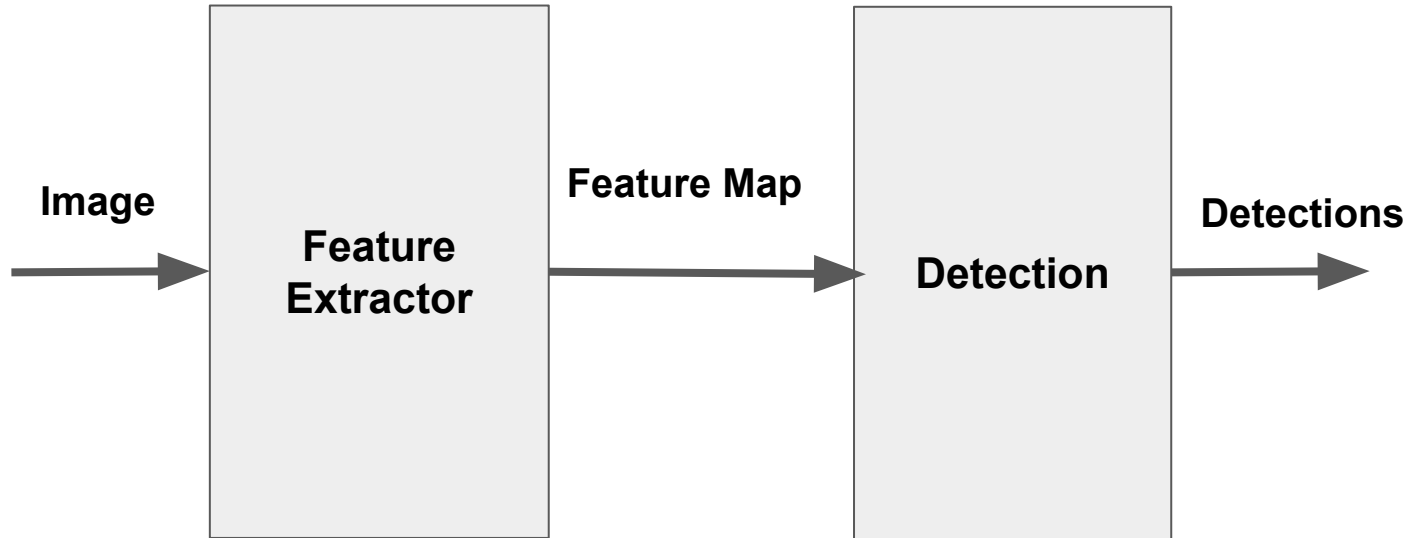 Image
Feature
Extractor
Feature Map
Detection
Detections